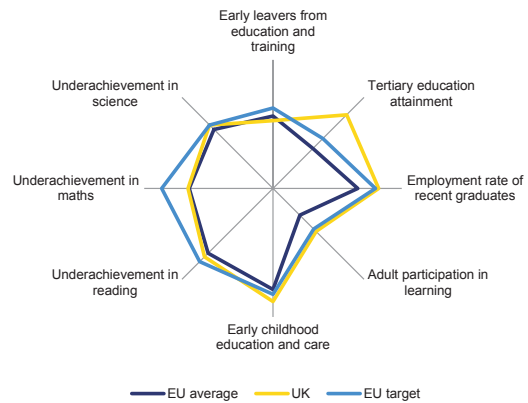 Early leavers from
education and
training
Underachievement in
science
Tertiary education
attainment
Underachievement in
maths
Employment rate of
recent graduates
Underachievement in
reading
Adult participation in
learning
Early childhood
education and care
EU average
UK
EU target